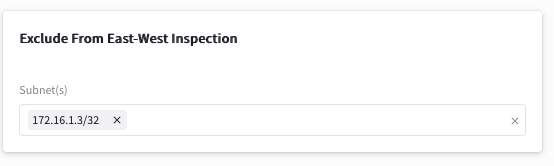 Exclude From East-West Inspection
Subnet(s)
172.16.1.3/32